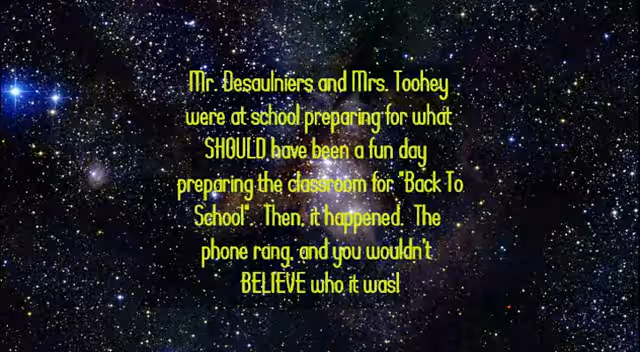 Mr. Desaulniers and Mrs. Toohey
were at school preparing for what
SHOULD have been a fun day
preparing the classroom for "Back To
School". Then, it happened. The
phone rang, and you wouldn't
BELIEVE who it was!